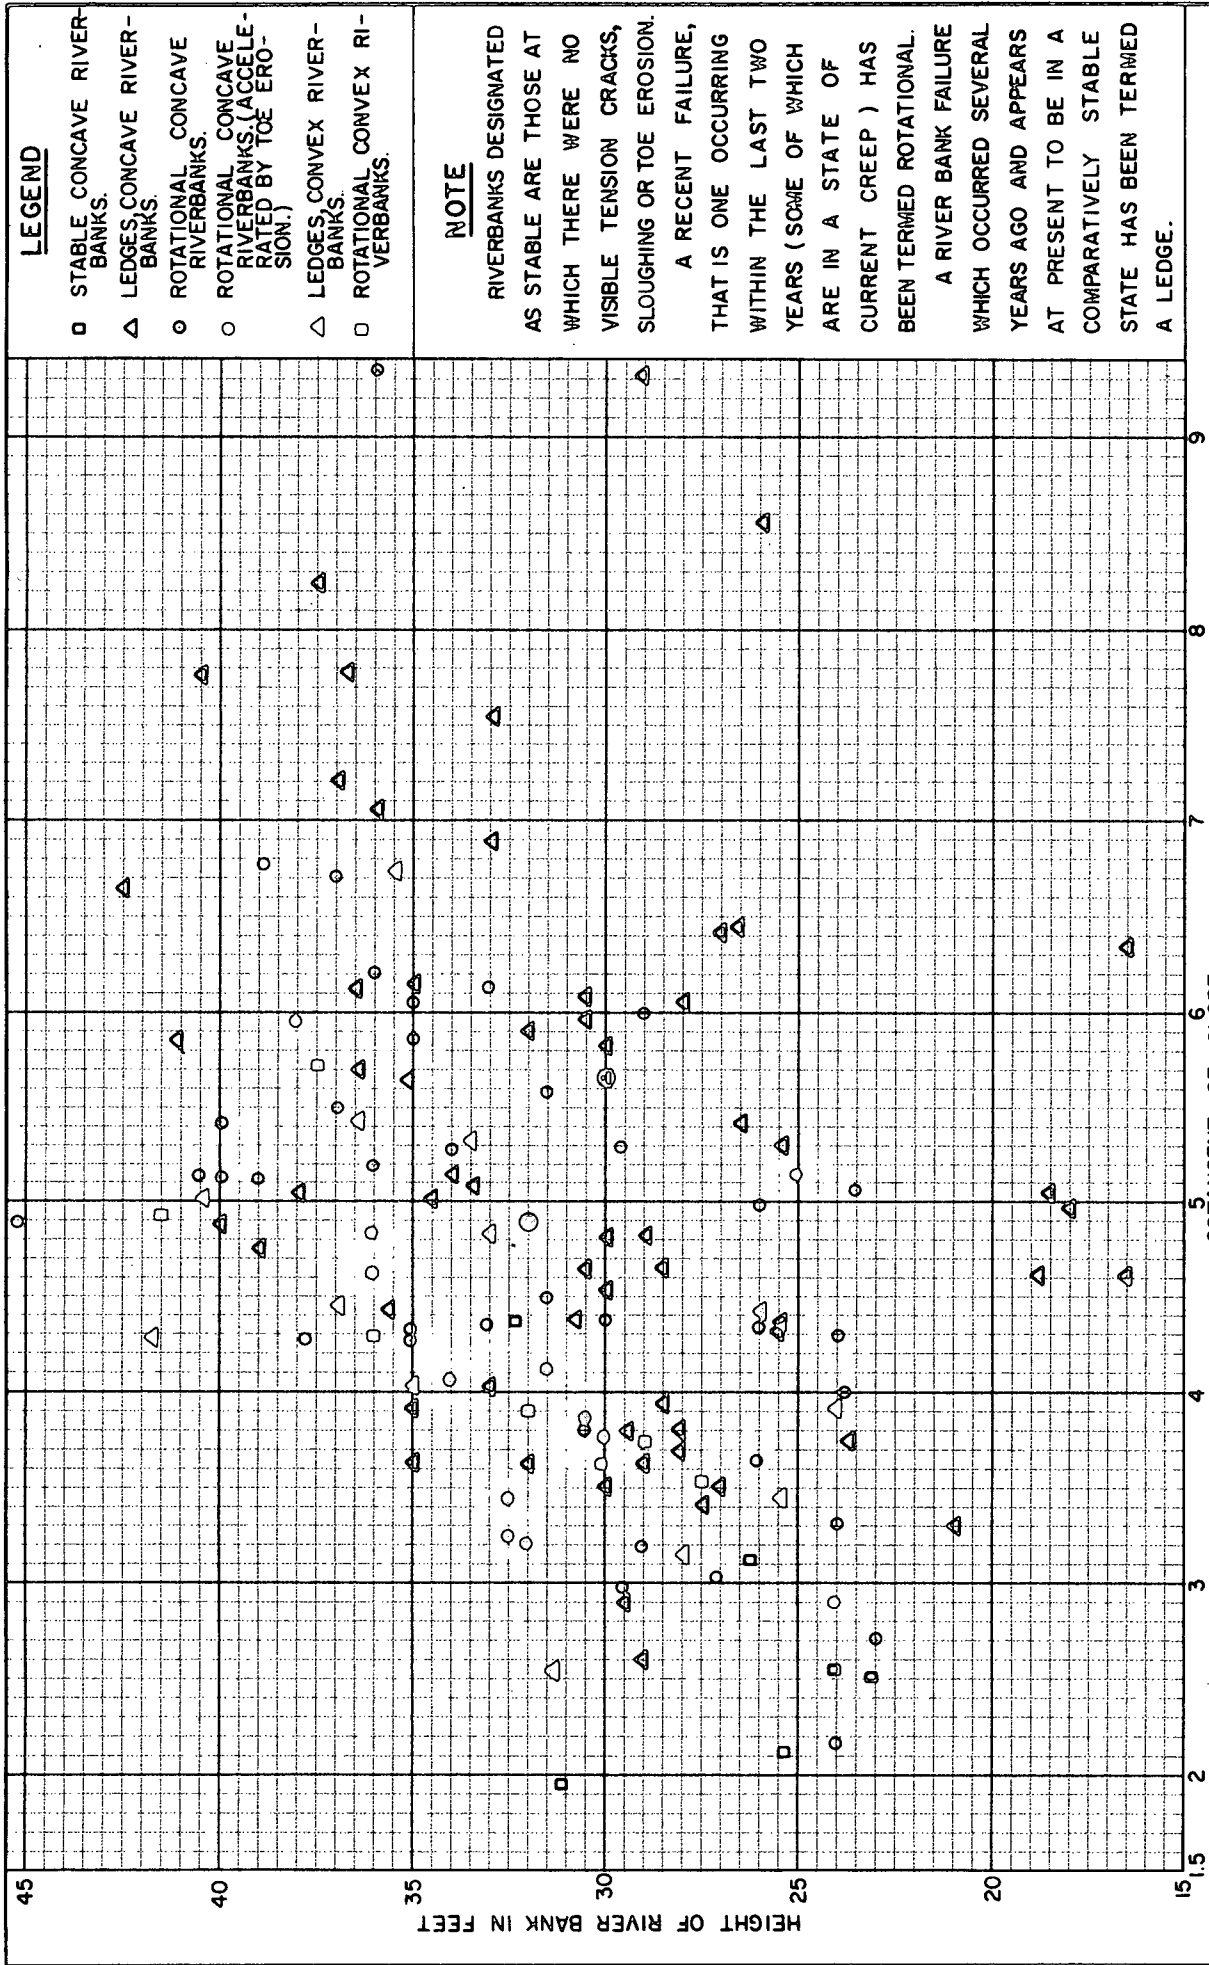 LEGEND
STABLE CONCAVE RIVER-
BANKS.
LEDGES, CONCAVE RIVER-
BANKS.
ROTATIONAL CONCAVE
RIVERBANKS.
ROTATIONAL CONCAVE
RIVERBANKS. (ACCELE-
RATED BY TOE ERO-
SION.)
LEDGES, CONVEX RIVER-
BANKS.
ROTATIONAL CONVEX RI-
VERBANKS.
NOTE
RIVERBANKS DESIGNATED
AS STABLE ARE THOSE AT
WHICH THERE WERE NO
VISIBLE TENSION CRACKS,
SLOUGHING OR TOE EROSION.
A RECENT FAILURE,
THAT IS ONE OCCURRING
WITHIN THE LAST TWO
YEARS (SOME OF WHICH
ARE IN A STATE OF
CURRENT CREEP) HAS
BEEN TERMED ROTATIONAL.
A RIVER BANK FAILURE
WHICH OCCURRED SEVERAL
YEARS AGO AND APPEARS
AT PRESENT TO BE IN A
COMPARATIVELY STABLE
STATE HAS BEEN TERMED
A LEDGE.
HEIGHT OF RIVER BANK IN FEET
45
40
35
30
25
20
15
1.5
2
3
4
5
6
7
8
9